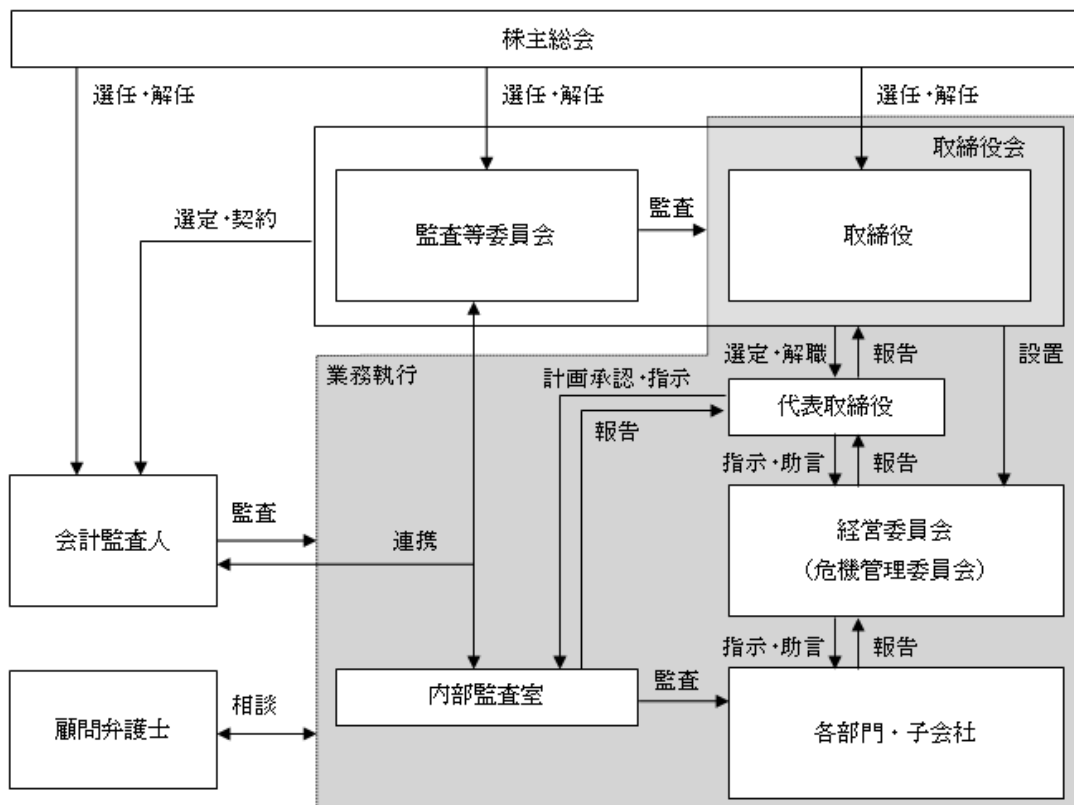 株主総会
選任・解任
選任・解任
選任・解任
取締役会
監査等委員会
監査
取締役
選定・契約
選定・解職
報告
設置
業務執行
計画承認・指示
代表取締役
報告
指示・助言
報告
会計監査人
監査
連携
経営委員会
(危機管理委員会)
指示・助言
報告
内部監査室
監査
各部門・子会社
顧問弁護士
相談